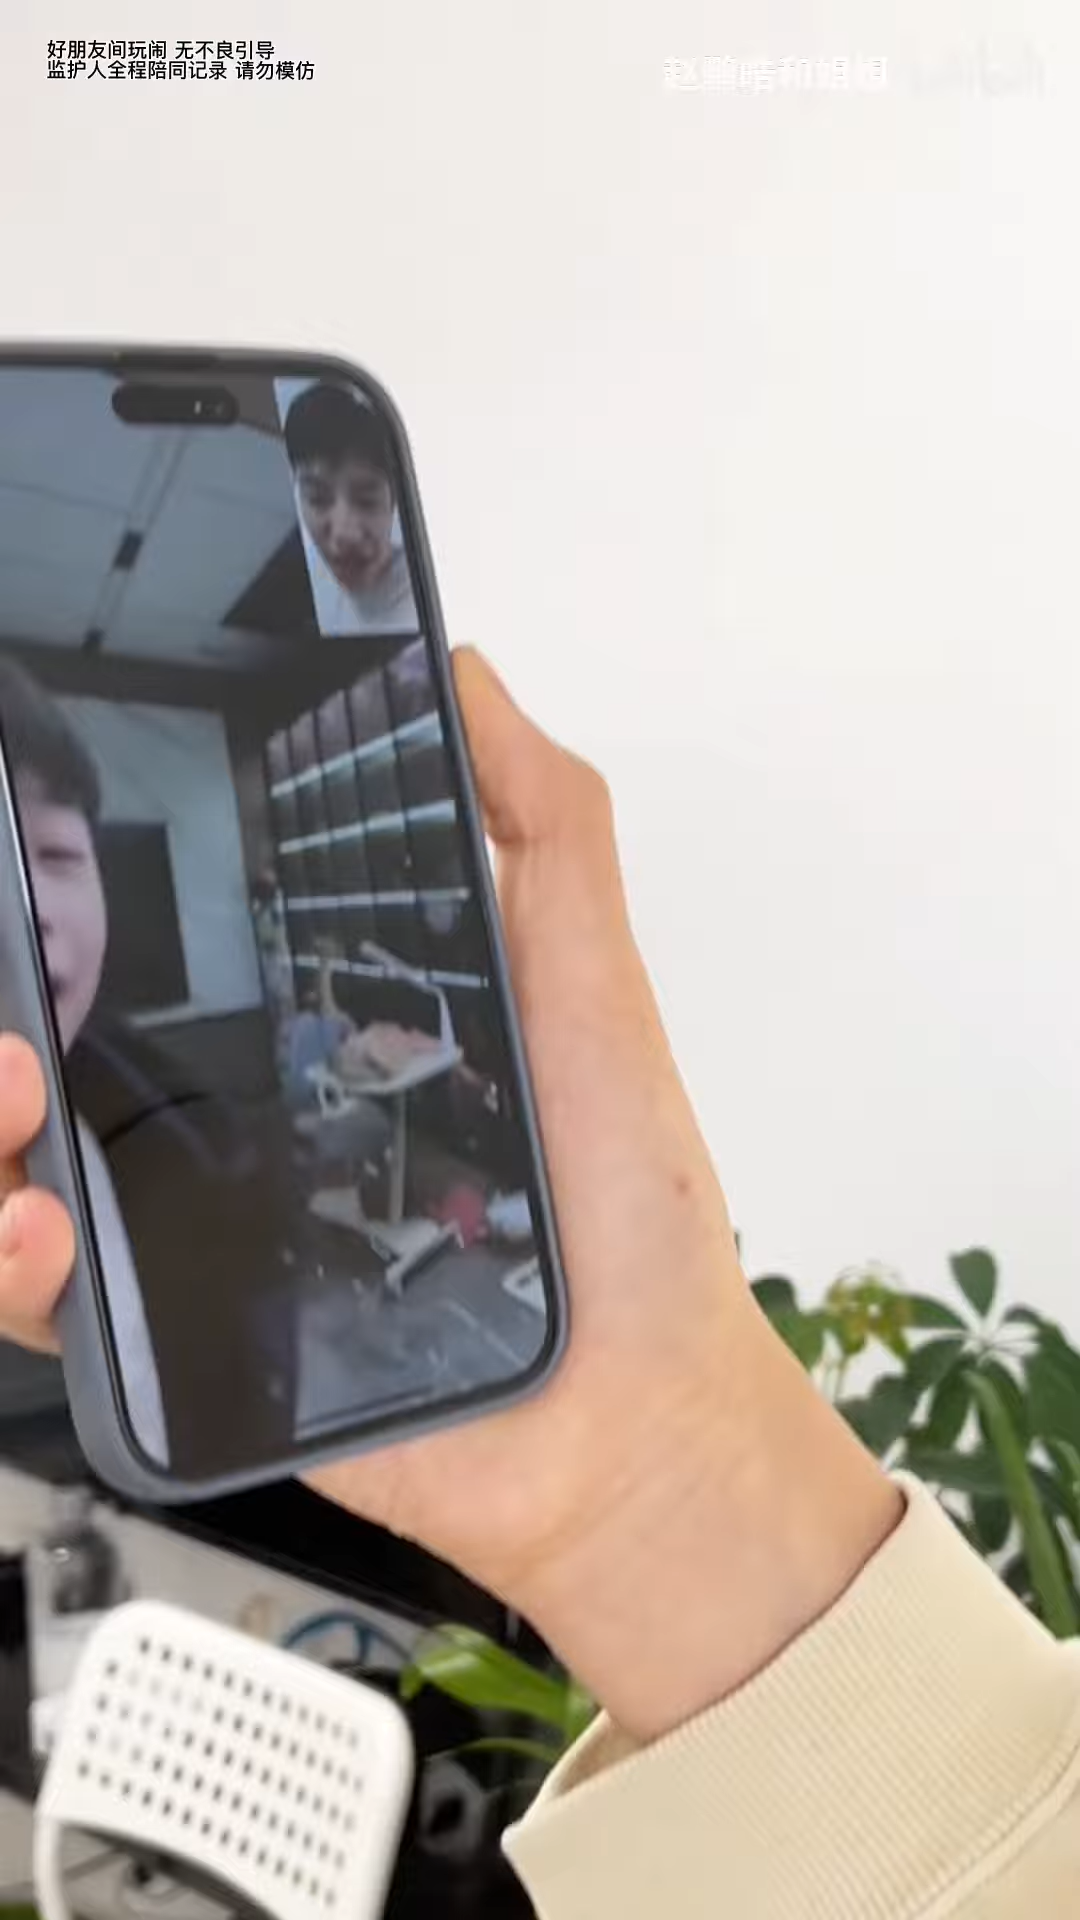 好朋友间玩闹 无不良引导
监护人全程陪同记录 请勿模仿